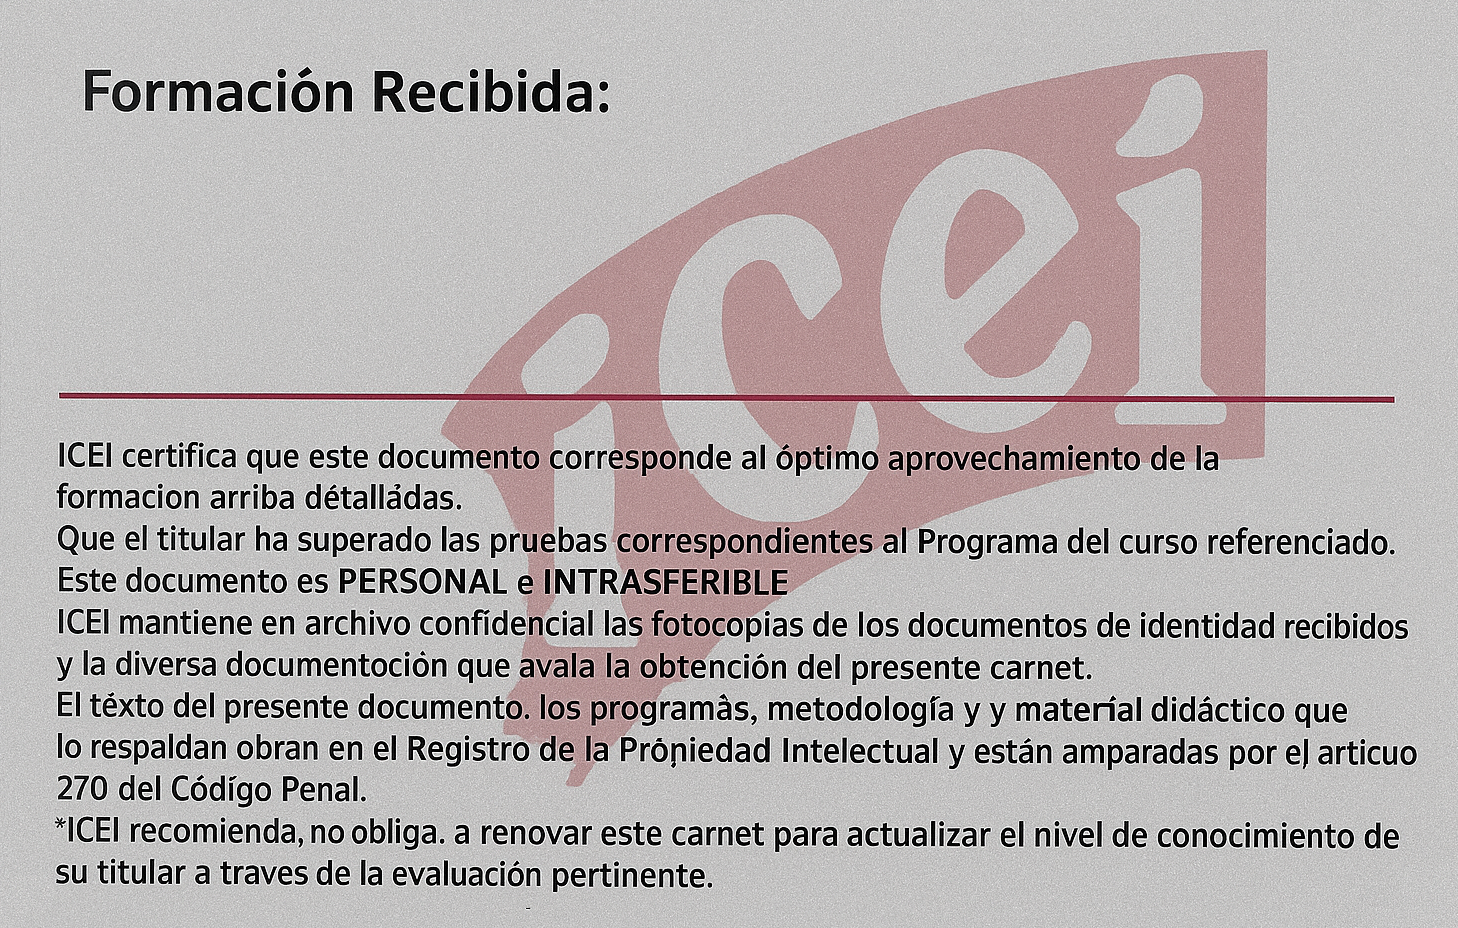 Formación Recibida:
icei
ICEI certifica que este documento corresponde al óptimo aprovechamiento de la
formacion arriba détalládas.
Que el titular ha superado las pruebas correspondientes al Programa del curso referenciado.
Este documento es PERSONAL e INTRASFERIBLE
ICEI mantiene en archivo confídencial las fotocopias de los documentos de identidad recibidos
y la diversa documentociòn que avala la obtención del presente carnet.
El téxto del presente documento. los programàs, metodología y y material didáctico que
lo respaldan obran en el Registro de la Própiedad Intelectual y están amparadas por el articuo
270 del Códígo Penal.
*ICEI recomienda, no obliga. a renovar este carnet para actualizar el nivel de conocimiento de
su titular a traves de la evaluación pertinente.